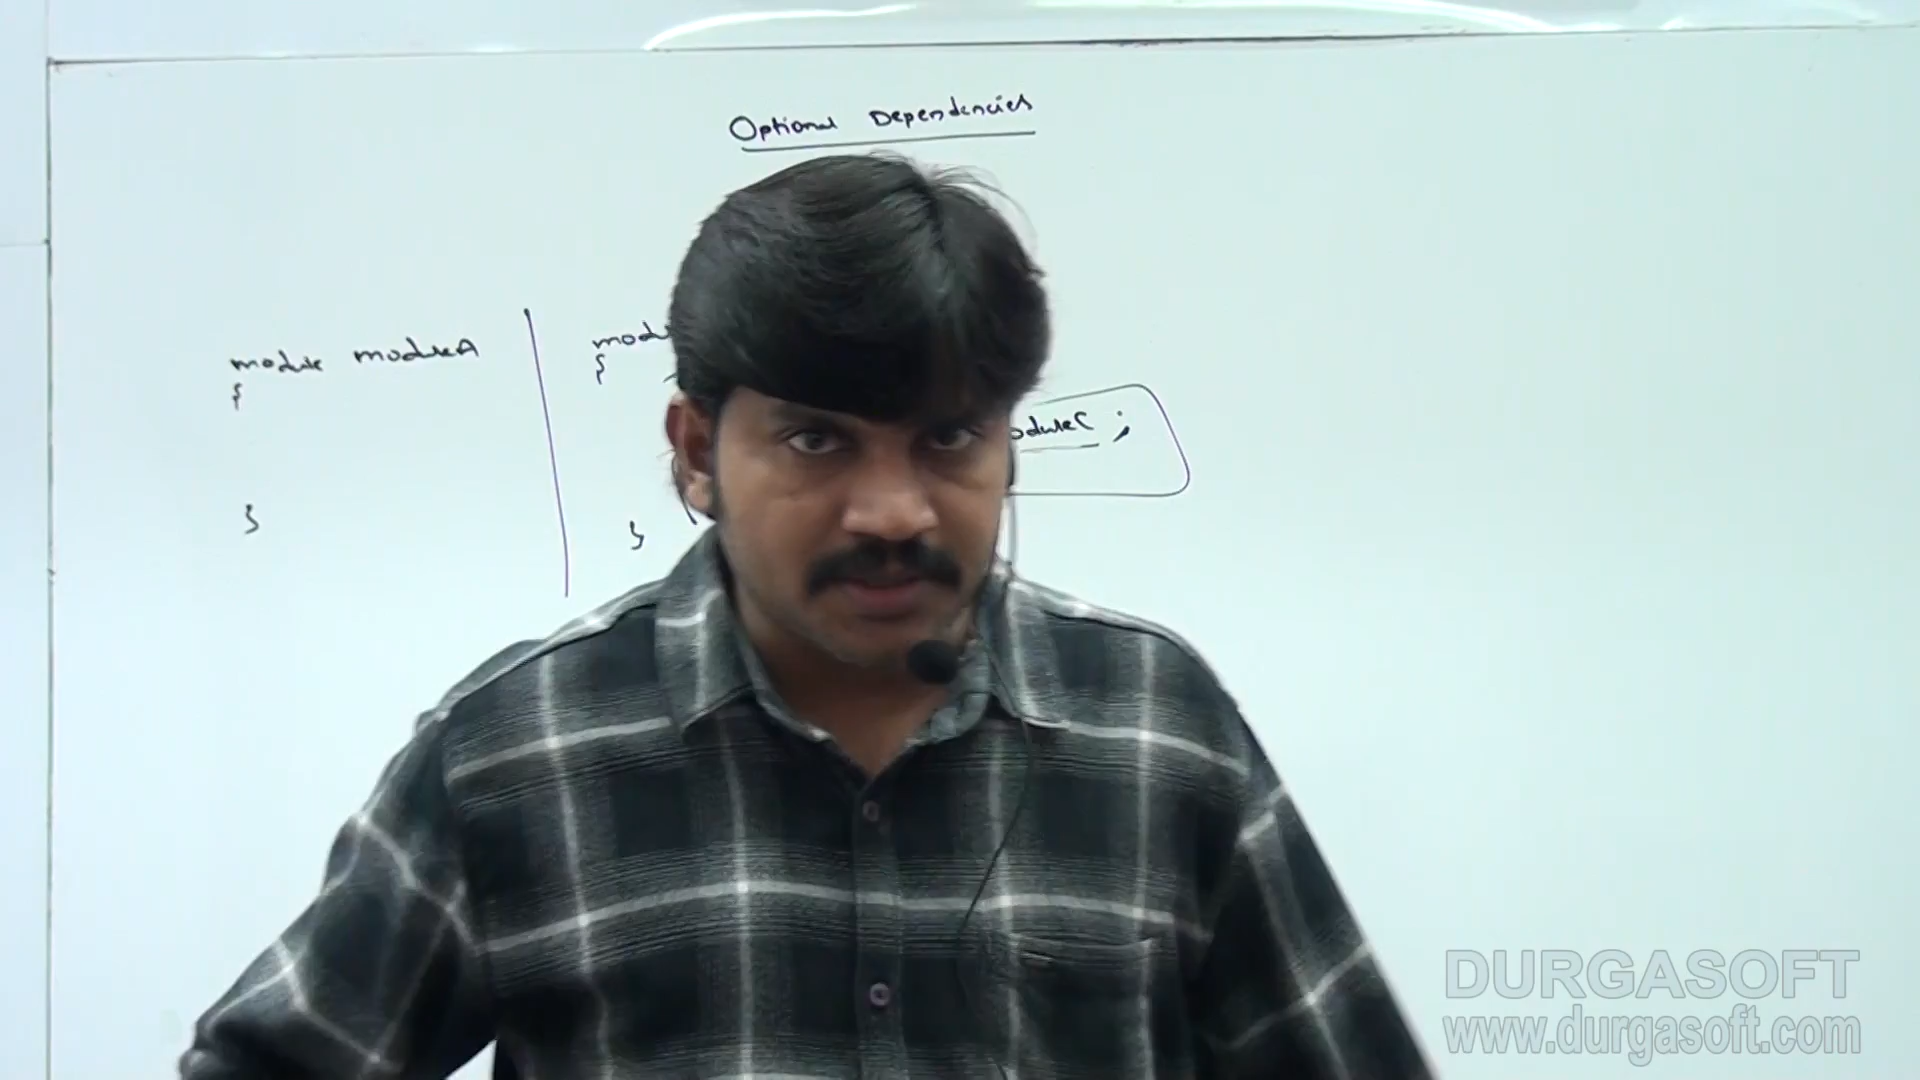 Optional Dependencies
module moduleA
{
}
{
moduleC ;
}
DURGASOFT
www.durgasoft.com